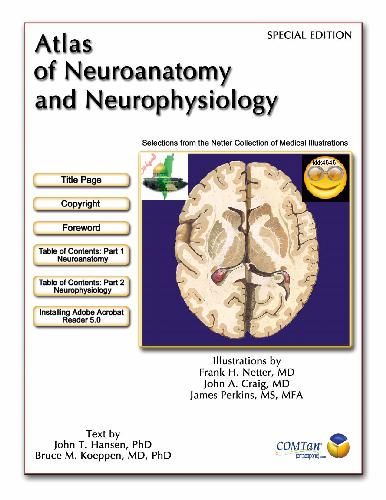 SPECIAL EDITION
Atlas
of Neuroanatomy
and Neurophysiology
Selections from the Netter Collection of Medical Illustrations
Title Page
Copyright
Foreword
Table of Contents: Part 1
Neuroanatomy
Table of Contents: Part 2
Neurophysiology
Installing Adobe Acrobat
Reader 5.0
Illustrations by
Frank H. Netter, MD
John A. Craig, MD
James Perkins, MS, MFA
Text by
John T. Hansen, PhD
Bruce M. Koeppen, MD, PhD
COMTan